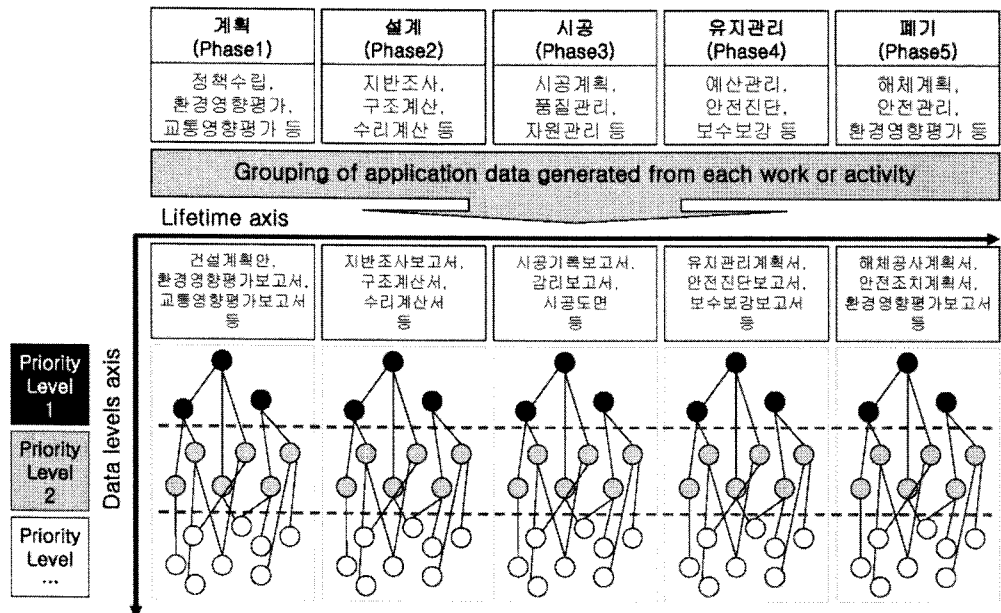 계획
(Phase1)
정책수립,
환경영향평가,
교통영향평가 등
설계
(Phase2)
지반조사,
구조계산,
수리계산 등
시공
(Phase3)
시공계획,
품질관리,
자원관리 등
유지관리
(Phase4)
예산관리,
안전진단,
보수보강 등
폐기
(Phase5)
해체계획,
안전관리,
환경영향평가 등
Grouping of application data generated from each work or activity
Lifetime axis
건설계획안,
환경영향평가보고서,
교통영향평가보고서
등
지반조사보고서,
구조계산서,
수리계산서
등
시공기록보고서,
감리보고서,
시공도면
등
유지관리계획서,
안전진단보고서,
보수보강보고서
등
해체공사계획서,
안전조치계획서,
환경영향평가보고서
등
Data levels axis
Priority
Level
1
Priority
Level
2
Priority
Level
...